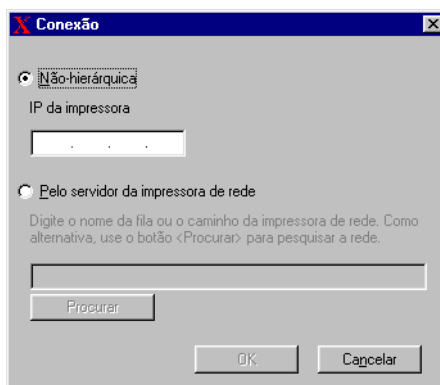 Conexão
Não-hierárquica
IP da impressora
. . .
Pelo servidor da impressora de rede
Digite o nome da fila ou o caminho da impressora de rede. Como
alternativa, use o botão <Procurar> para pesquisar a rede.
Procurar
OK
Cancelar